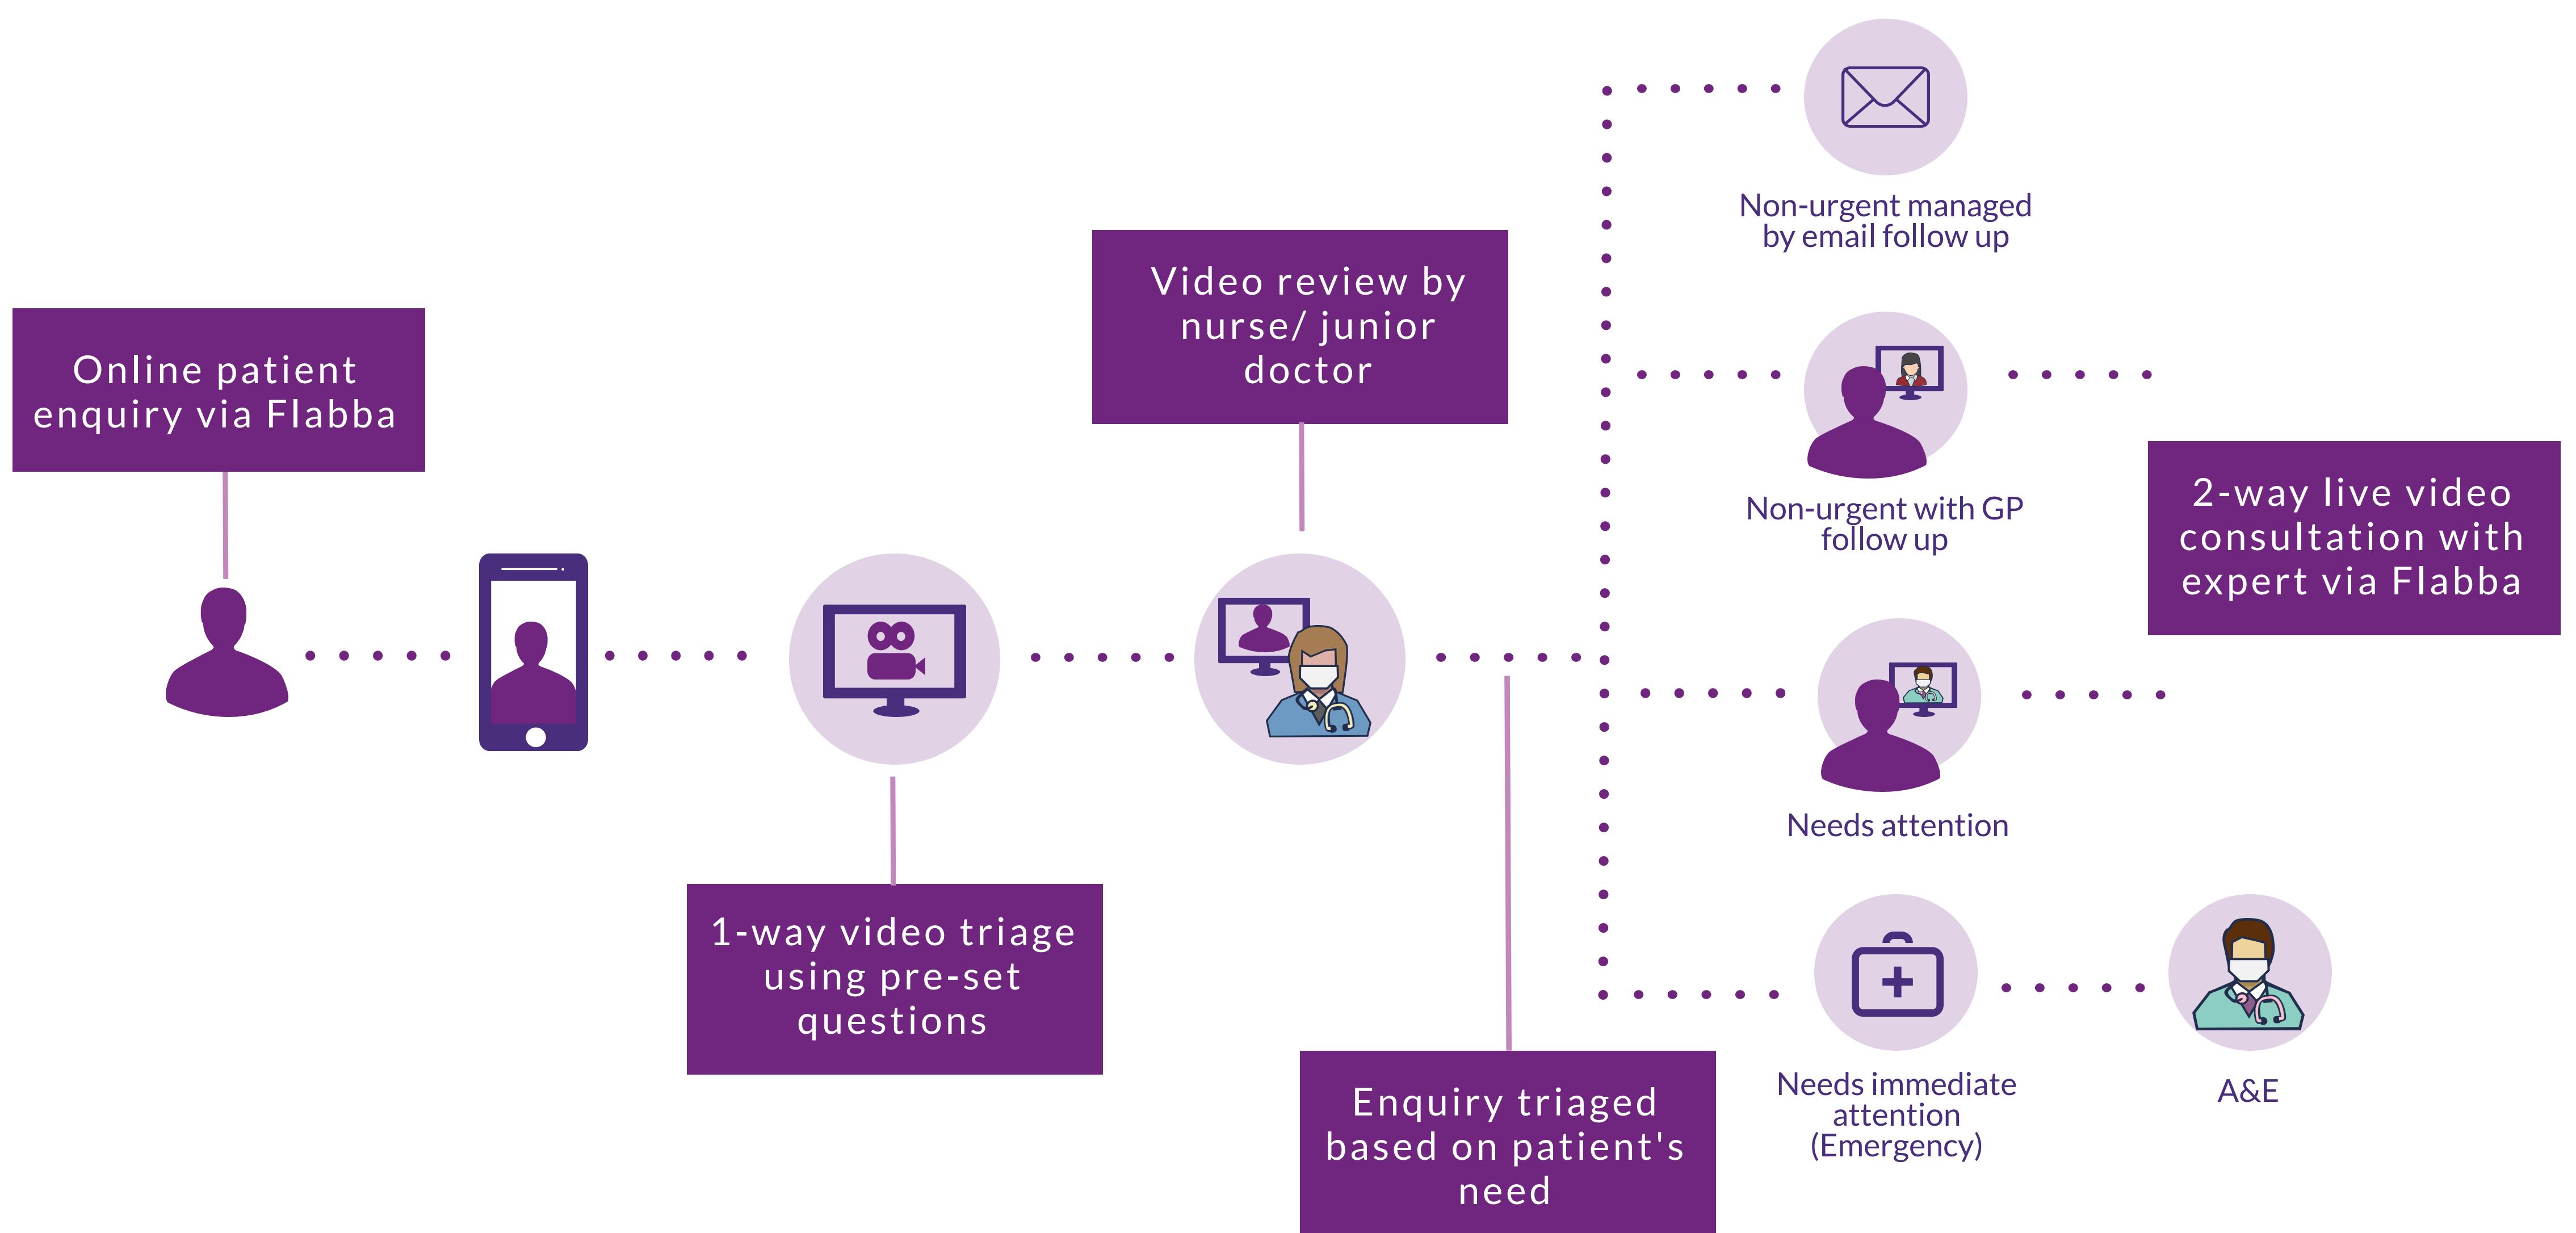 Online patient
enquiry via Flabba
1-way video triage
using pre-set
questions
Video review by
nurse/ junior
doctor
Enquiry triaged
based on patient's
need
Non-urgent managed
by email follow up
Non-urgent with GP
follow up
Needs attention
2-way live video
consultation with
expert via Flabba
Needs immediate
attention
(Emergency)
A&E